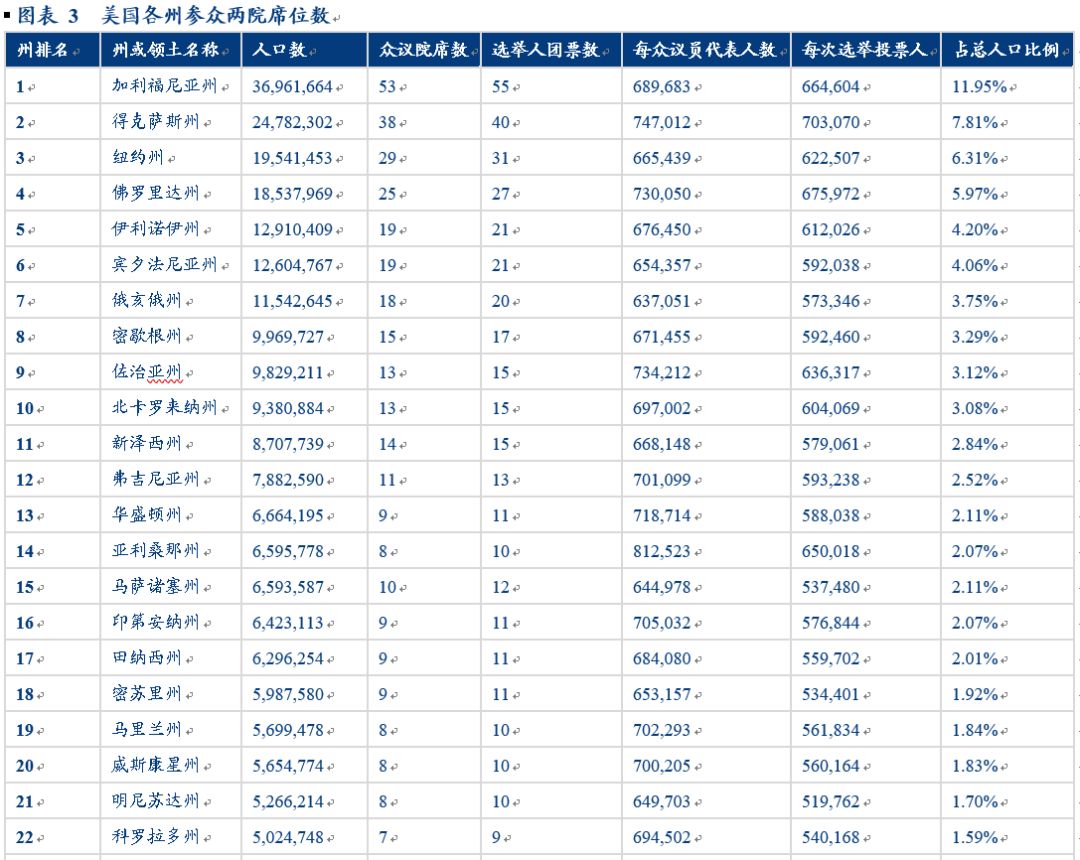 ▪图表 3 美国各州参众两院席位数
州排名 州或领土名称 人口数 众议院席数 选举人团票数 每众议员代表人数 每次选举投票人 占总人口比例
1 加利福尼亚州 36,961,664 53 55 689,683 664,604 11.95%
2 得克萨斯州 24,782,302 38 40 747,012 703,070 7.81%
3 纽约州 19,541,453 29 31 665,439 622,507 6.31%
4 佛罗里达州 18,537,969 25 27 730,050 675,972 5.97%
5 伊利诺伊州 12,910,409 19 21 676,450 612,026 4.20%
6 宾夕法尼亚州 12,604,767 19 21 654,357 592,038 4.06%
7 俄亥俄州 11,542,645 18 20 637,051 573,346 3.75%
8 密歇根州 9,969,727 15 17 671,455 592,460 3.29%
9 佐治亚州 9,829,211 13 15 734,212 636,317 3.12%
10 北卡罗来纳州 9,380,884 13 15 697,002 604,069 3.08%
11 新泽西州 8,707,739 14 15 668,148 579,061 2.84%
12 弗吉尼亚州 7,882,590 11 13 701,099 593,238 2.52%
13 华盛顿州 6,664,195 9 11 718,714 588,038 2.11%
14 亚利桑那州 6,595,778 8 10 812,523 650,018 2.07%
15 马萨诸塞州 6,593,587 10 12 644,978 537,480 2.11%
16 印第安纳州 6,423,113 9 11 705,032 576,844 2.07%
17 田纳西州 6,296,254 9 11 684,080 559,702 2.01%
18 密苏里州 5,987,580 9 11 653,157 534,401 1.92%
19 马里兰州 5,699,478 8 10 702,293 561,834 1.84%
20 威斯康星州 5,654,774 8 10 700,205 560,164 1.83%
21 明尼苏达州 5,266,214 8 10 649,703 519,762 1.70%
22 科罗拉多州 5,024,748 7 9 694,502 540,168 1.59%